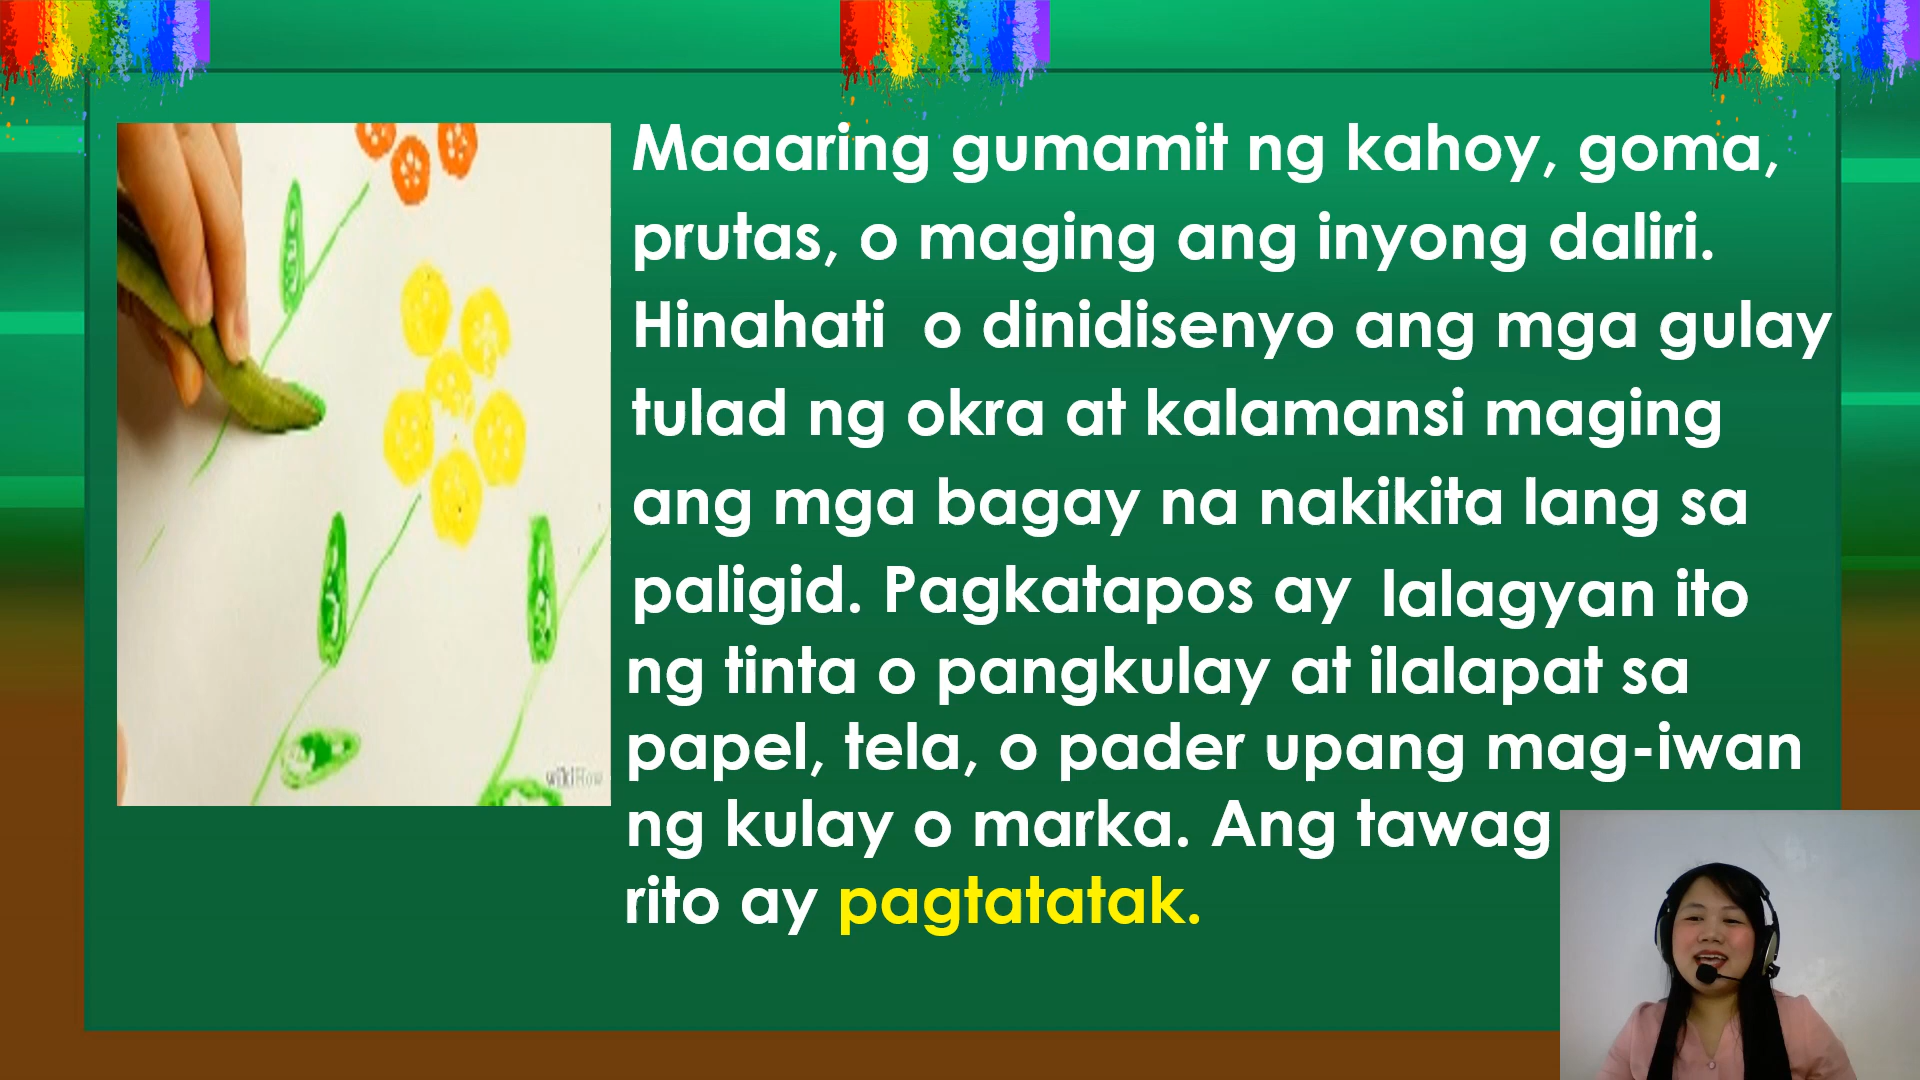 Maaaring gumamit ng kahoy, goma,
prutas, o maging ang inyong daliri.
Hinahati o dinidisenyo ang mga gulay
tulad ng okra at kalamansi maging
ang mga bagay na nakikita lang sa
paligid. Pagkatapos ay lalagyan ito
ng tinta o pangkulay at ilalapat sa
papel, tela, o pader upang mag-iwan
ng kulay o marka. Ang tawag
rito ay pagtatatak.
wikiHow